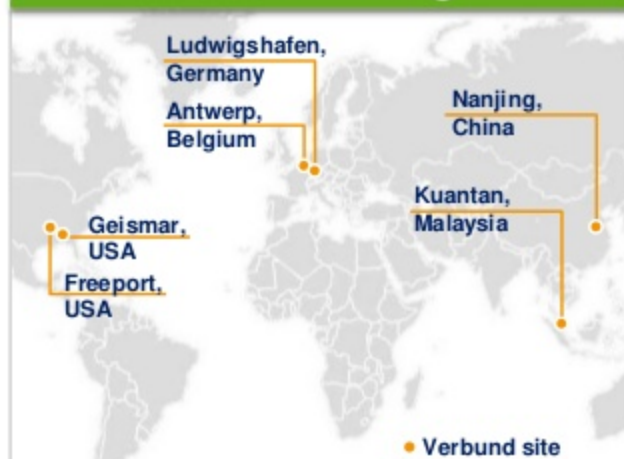 Ludwigshafen,
Germany
Antwerp,
Belgium
Nanjing,
China
Kuantan,
Malaysia
Geismar,
USA
Freeport,
USA
Verbund site